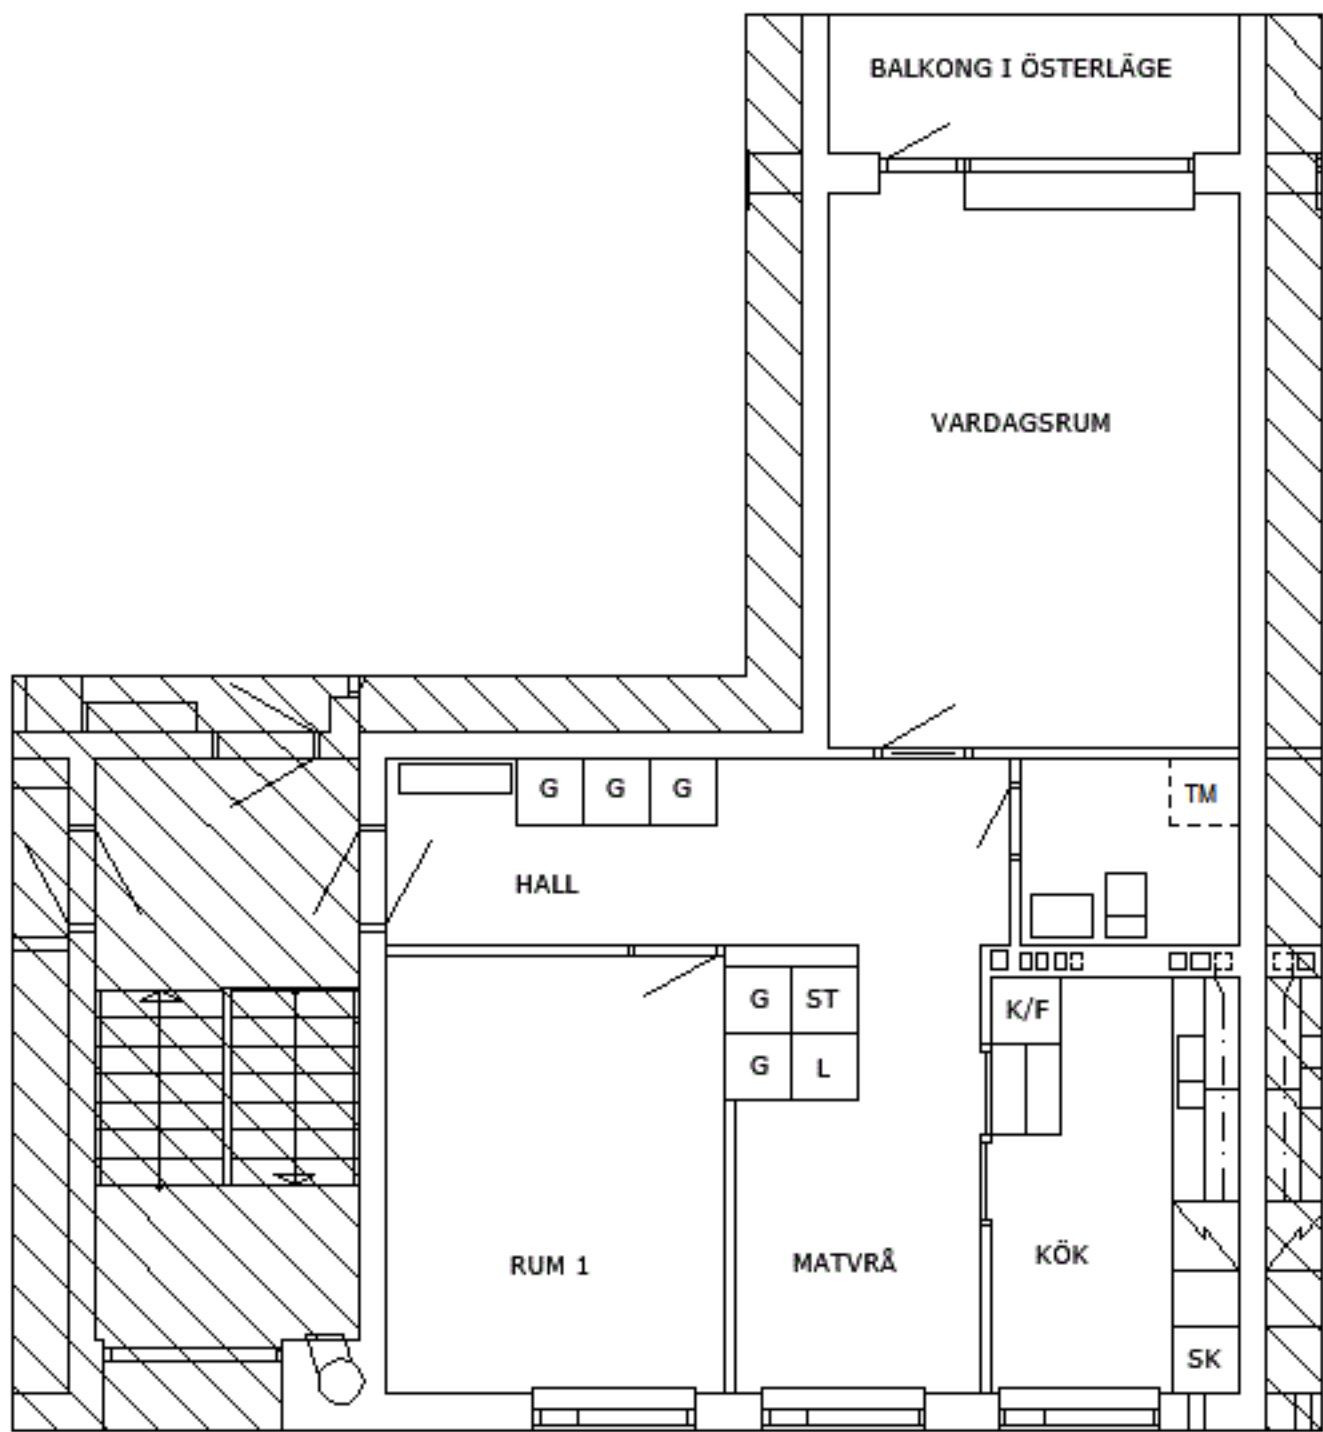 BALKONG I ÖSTERLÄGE
VARDAGSRUM
G G G
TM
HALL
G ST
K/F
G L
RUM 1
MATVRÅ
KÖK
SK